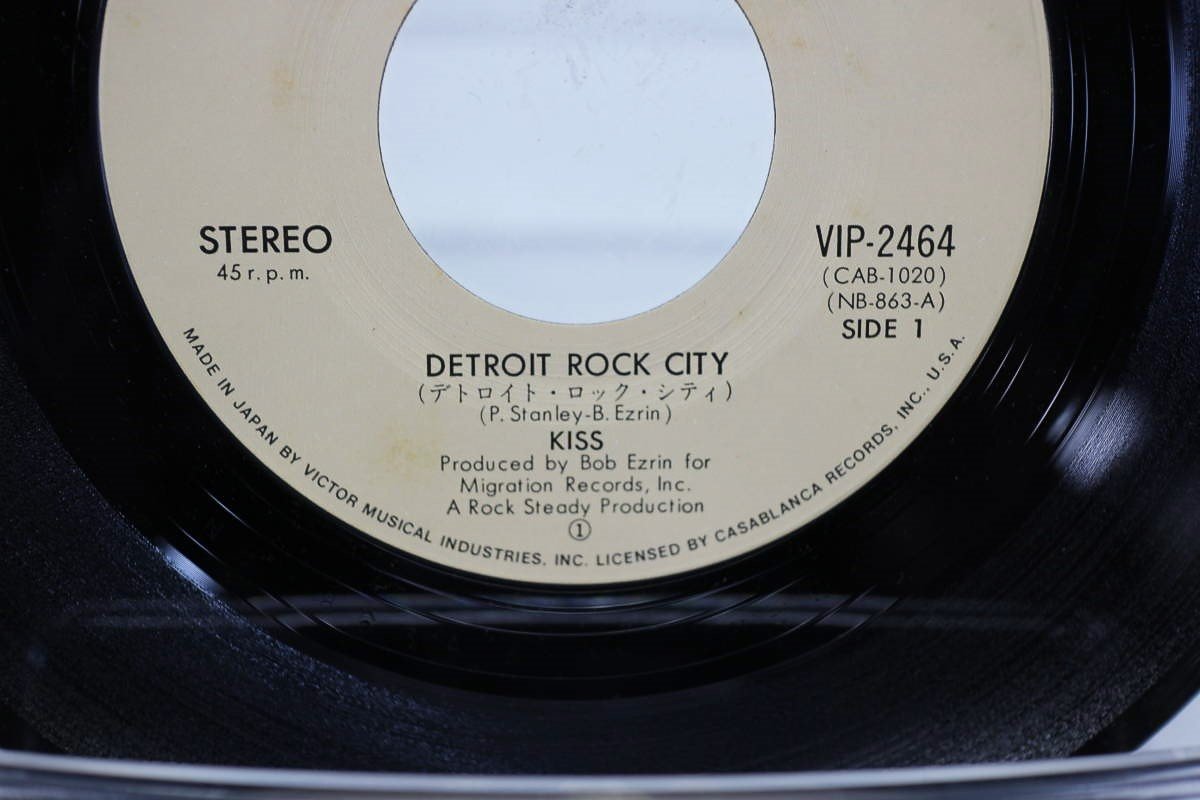 STEREO
45 r.p.m.
VIP-2464
(CAB-1020)
(NB-863-A)
SIDE 1
DETROIT ROCK CITY
(デトロイト・ロック・シティ)
(P. Stanley-B. Ezrin)
KISS
Produced by Bob Ezrin for
Migration Records, Inc.
A Rock Steady Production
①
MADE IN JAPAN BY VICTOR MUSICAL INDUSTRIES, INC. LICENSED BY CASABLANCA RECORDS, INC., U.S.A.